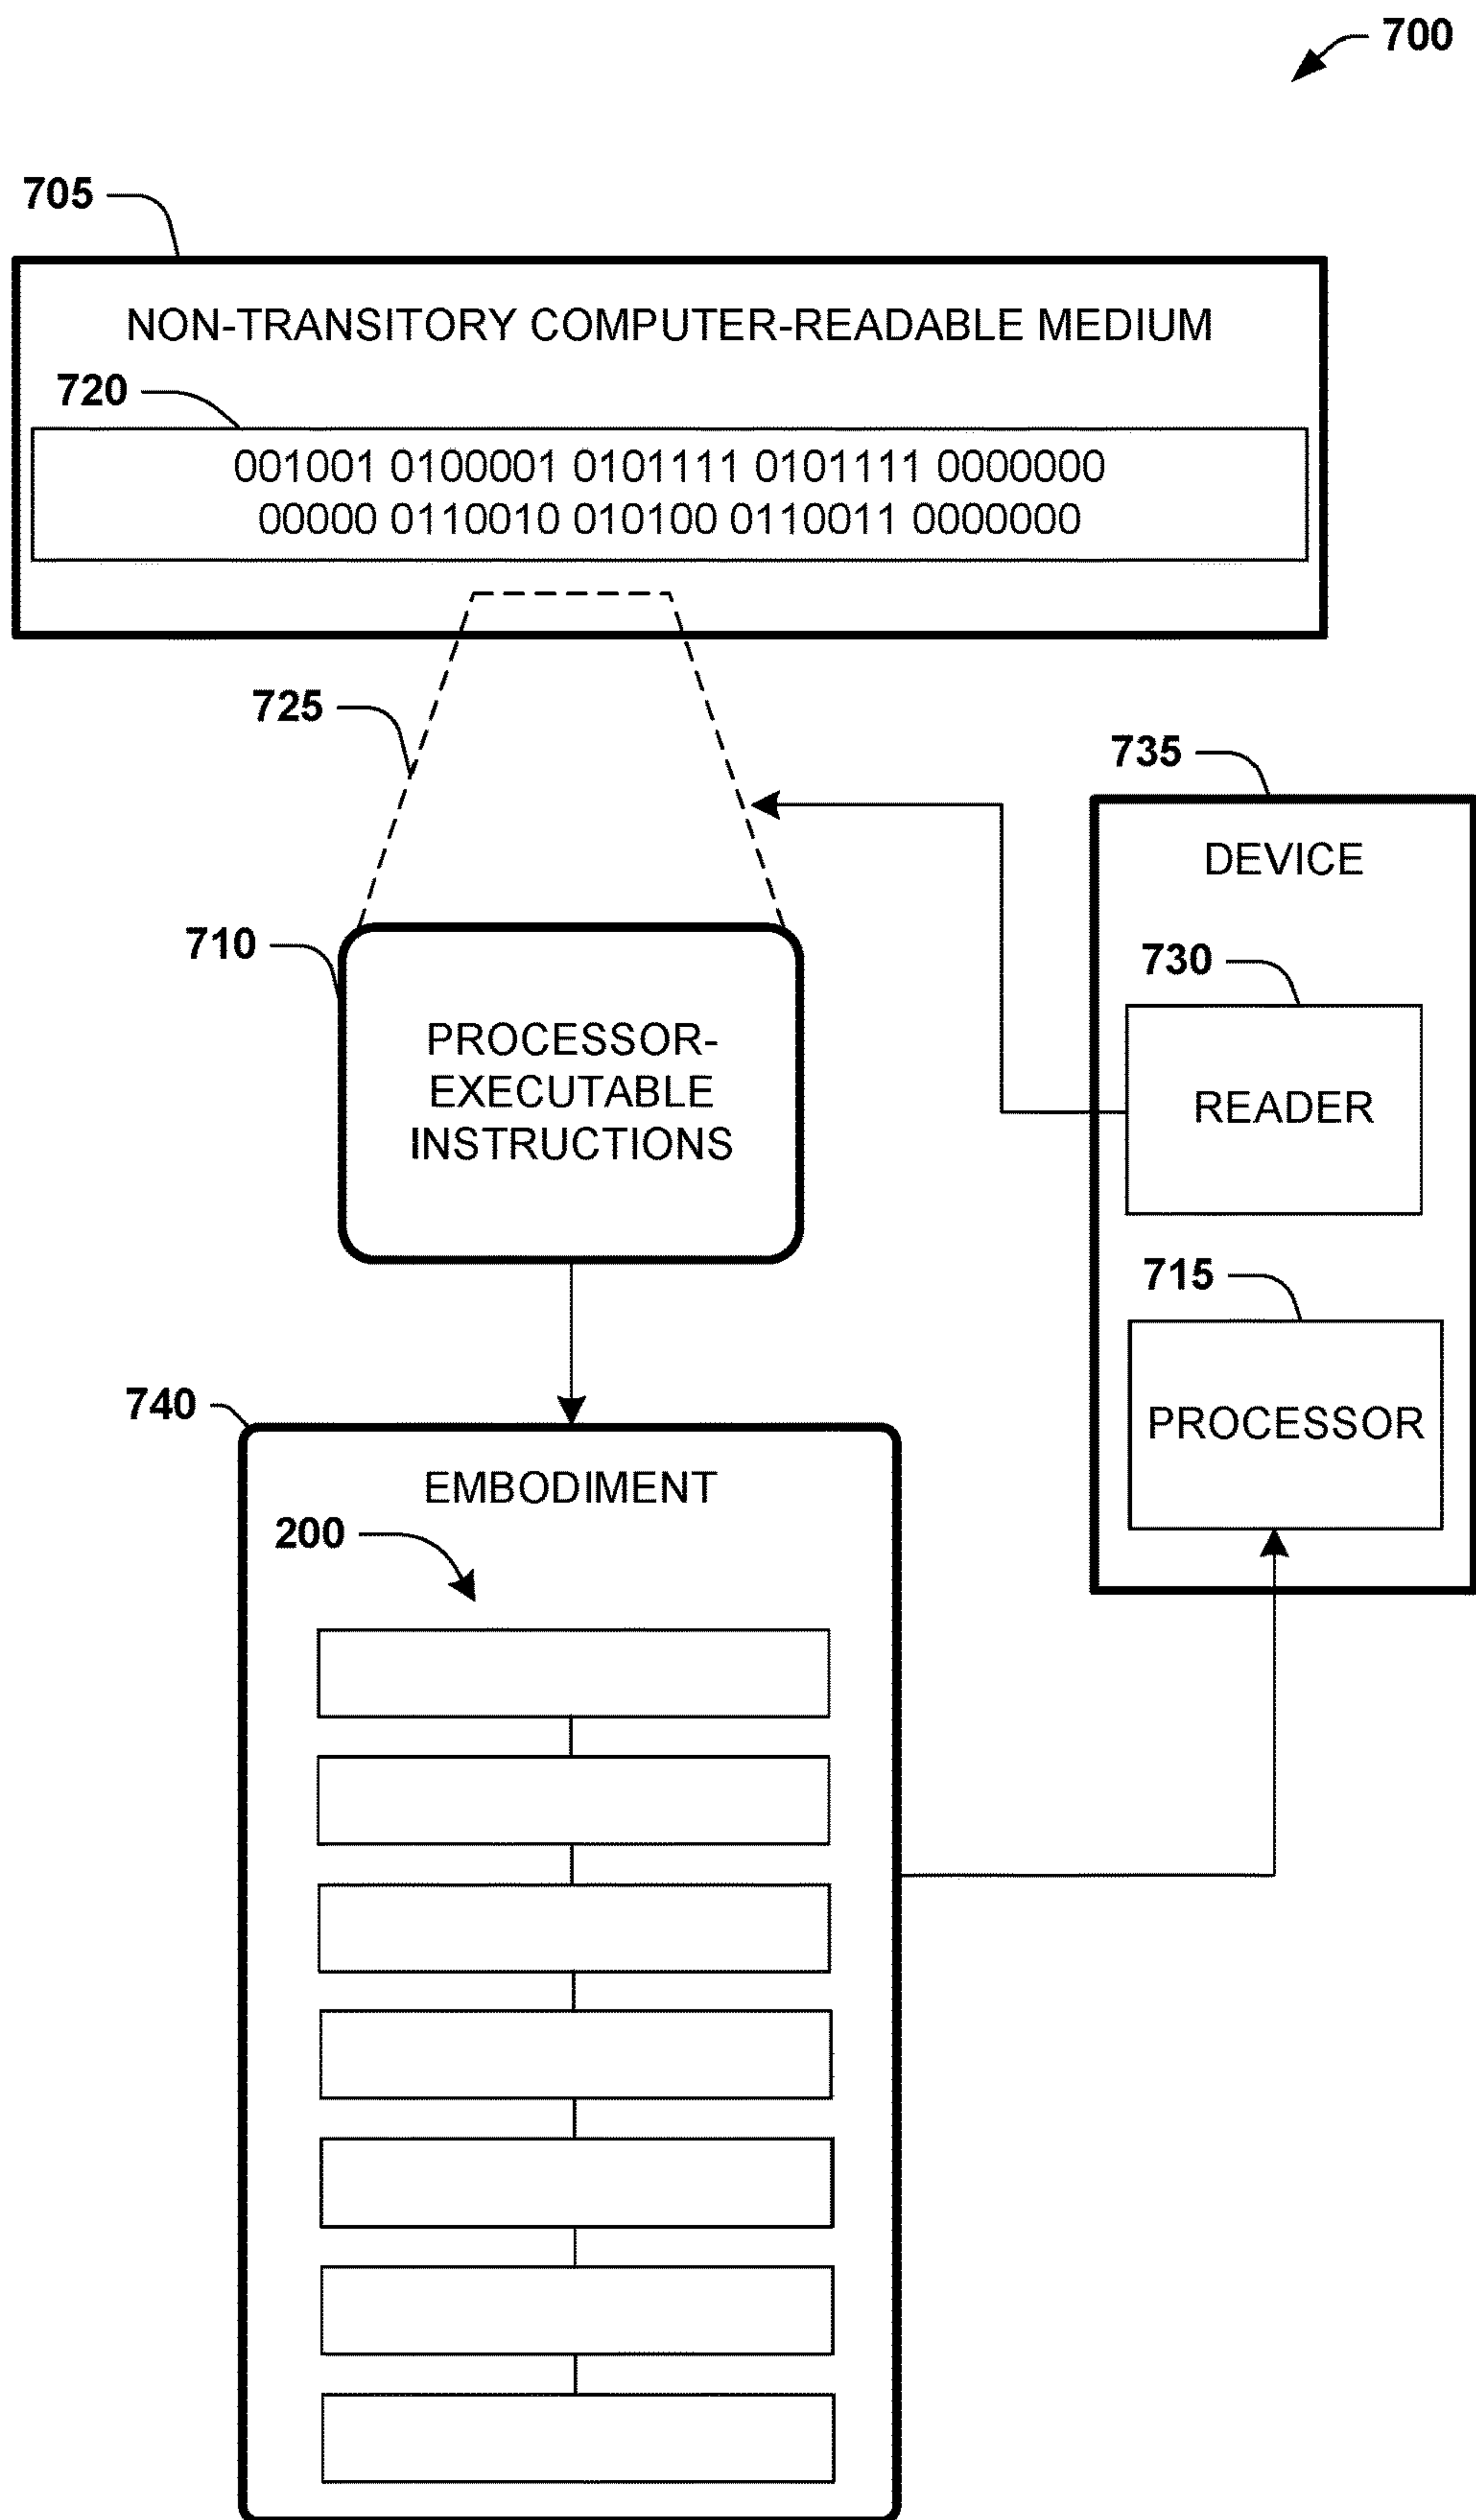 700
705
NON-TRANSITORY COMPUTER-READABLE MEDIUM
720
001001 0100001 0101111 0101111 0000000
00000 0110010 010100 0110011 0000000
725
735
DEVICE
710
730
PROCESSOR-
EXECUTABLE
INSTRUCTIONS
READER
715
740
PROCESSOR
EMBODIMENT
200